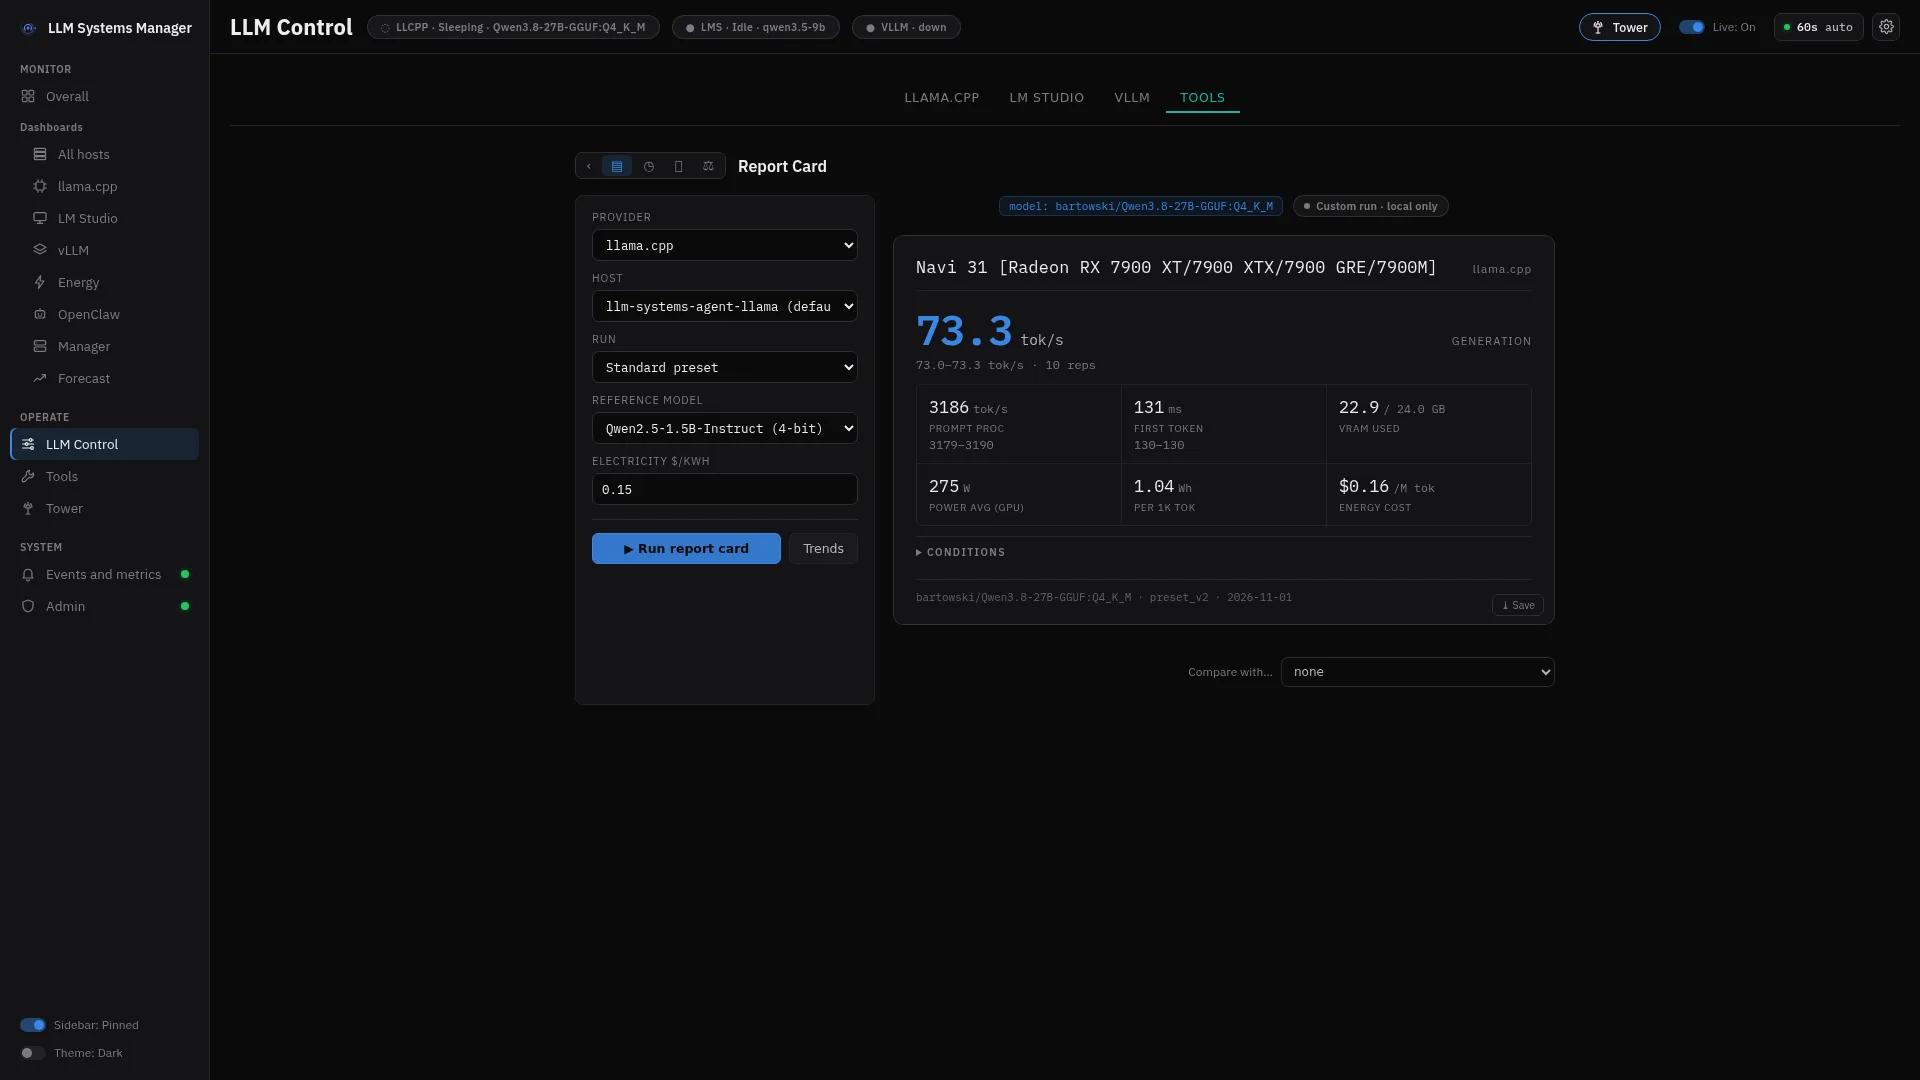 LLM Systems Manager
MONITOR
Overall
Dashboards
All hosts
llama.cpp
LM Studio
vLLM
Energy
OpenClaw
Manager
Forecast
OPERATE
LLM Control
Tools
Tower
SYSTEM
Events and metrics
Admin
Sidebar: Pinned
Theme: Dark
LLM Control
LLCPP · Sleeping · Qwen3.8-27B-GGUF:Q4_K_M
LMS · Idle · qwen3.5-9b
VLLM · down
Tower
Live: On
60s auto
LLAMA.CPP
LM STUDIO
VLLM
TOOLS
Report Card
PROVIDER
llama.cpp
HOST
llm-systems-agent-llama (defau
RUN
Standard preset
REFERENCE MODEL
Qwen2.5-1.5B-Instruct (4-bit)
ELECTRICITY $/KWH
0.15
▶ Run report card
Trends
model: bartowski/Qwen3.8-27B-GGUF:Q4_K_M
Custom run · local only
Navi 31 [Radeon RX 7900 XT/7900 XTX/7900 GRE/7900M]
llama.cpp
73.3 tok/s
GENERATION
73.0–73.3 tok/s · 10 reps
3186 tok/s
PROMPT PROC
3179–3190
131 ms
FIRST TOKEN
130–130
22.9 / 24.0 GB
VRAM USED
275 W
POWER AVG (GPU)
1.04 Wh
PER 1K TOK
$0.16 /M tok
ENERGY COST
▸ CONDITIONS
bartowski/Qwen3.8-27B-GGUF:Q4_K_M · preset_v2 · 2026-11-01
⤓ Save
Compare with...
none